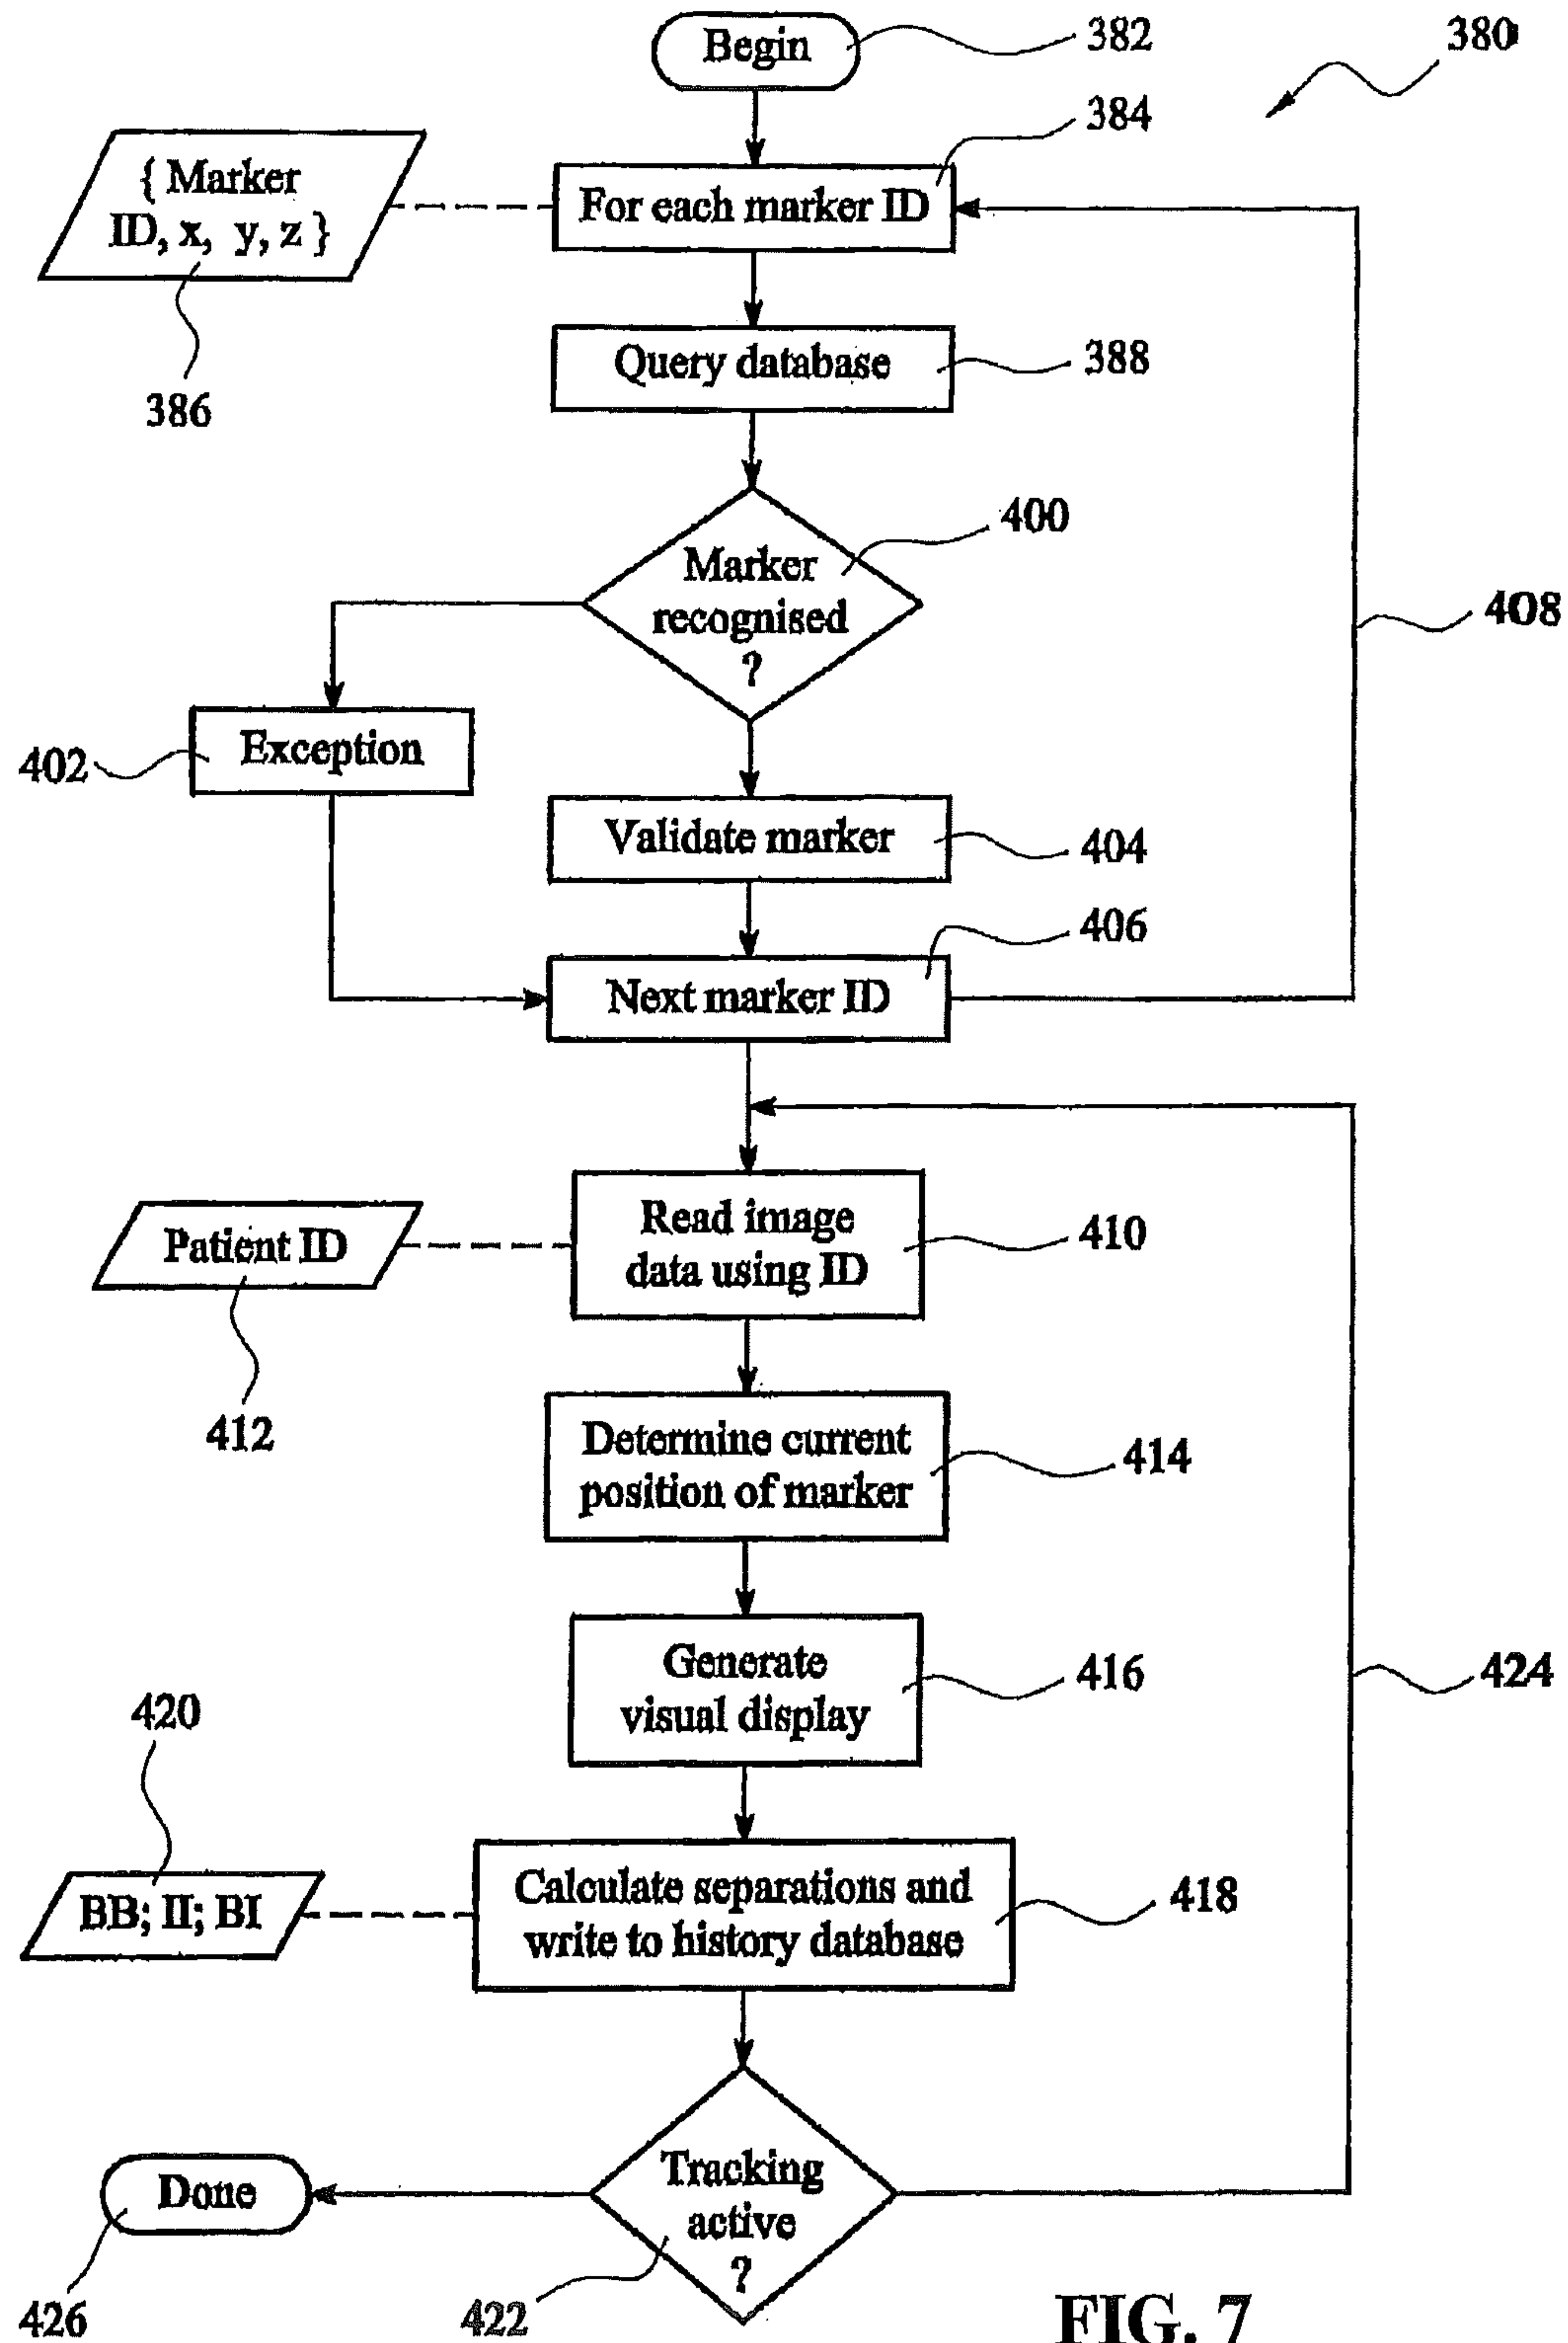 Begin
382
380
384
{ Marker
ID, x, y, z }
For each marker ID
386
Query database
388
400
Marker
recognised
?
408
402
Exception
Validate marker
404
406
Next marker ID
Patient ID
Read image
data using ID
410
412
Determine current
position of marker
414
Generate
visual display
416
424
420
BB; II; BI
Calculate separations and
write to history database
418
Tracking
active
?
Done
426
422
FIG. 7